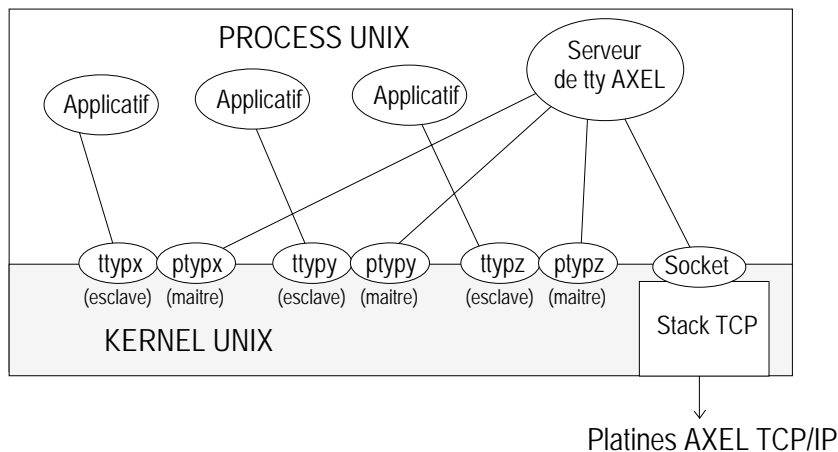 PROCESS UNIX
Serveur
de tty AXEL
Applicatif
Applicatif
Applicatif
ttypx
ptypx
ttypy
ptypy
ttypz
ptypz
Socket
(esclave)
(maitre)
(esclave)
(maitre)
(esclave)
(maitre)
Stack TCP
KERNEL UNIX
Platines AXEL TCP/IP